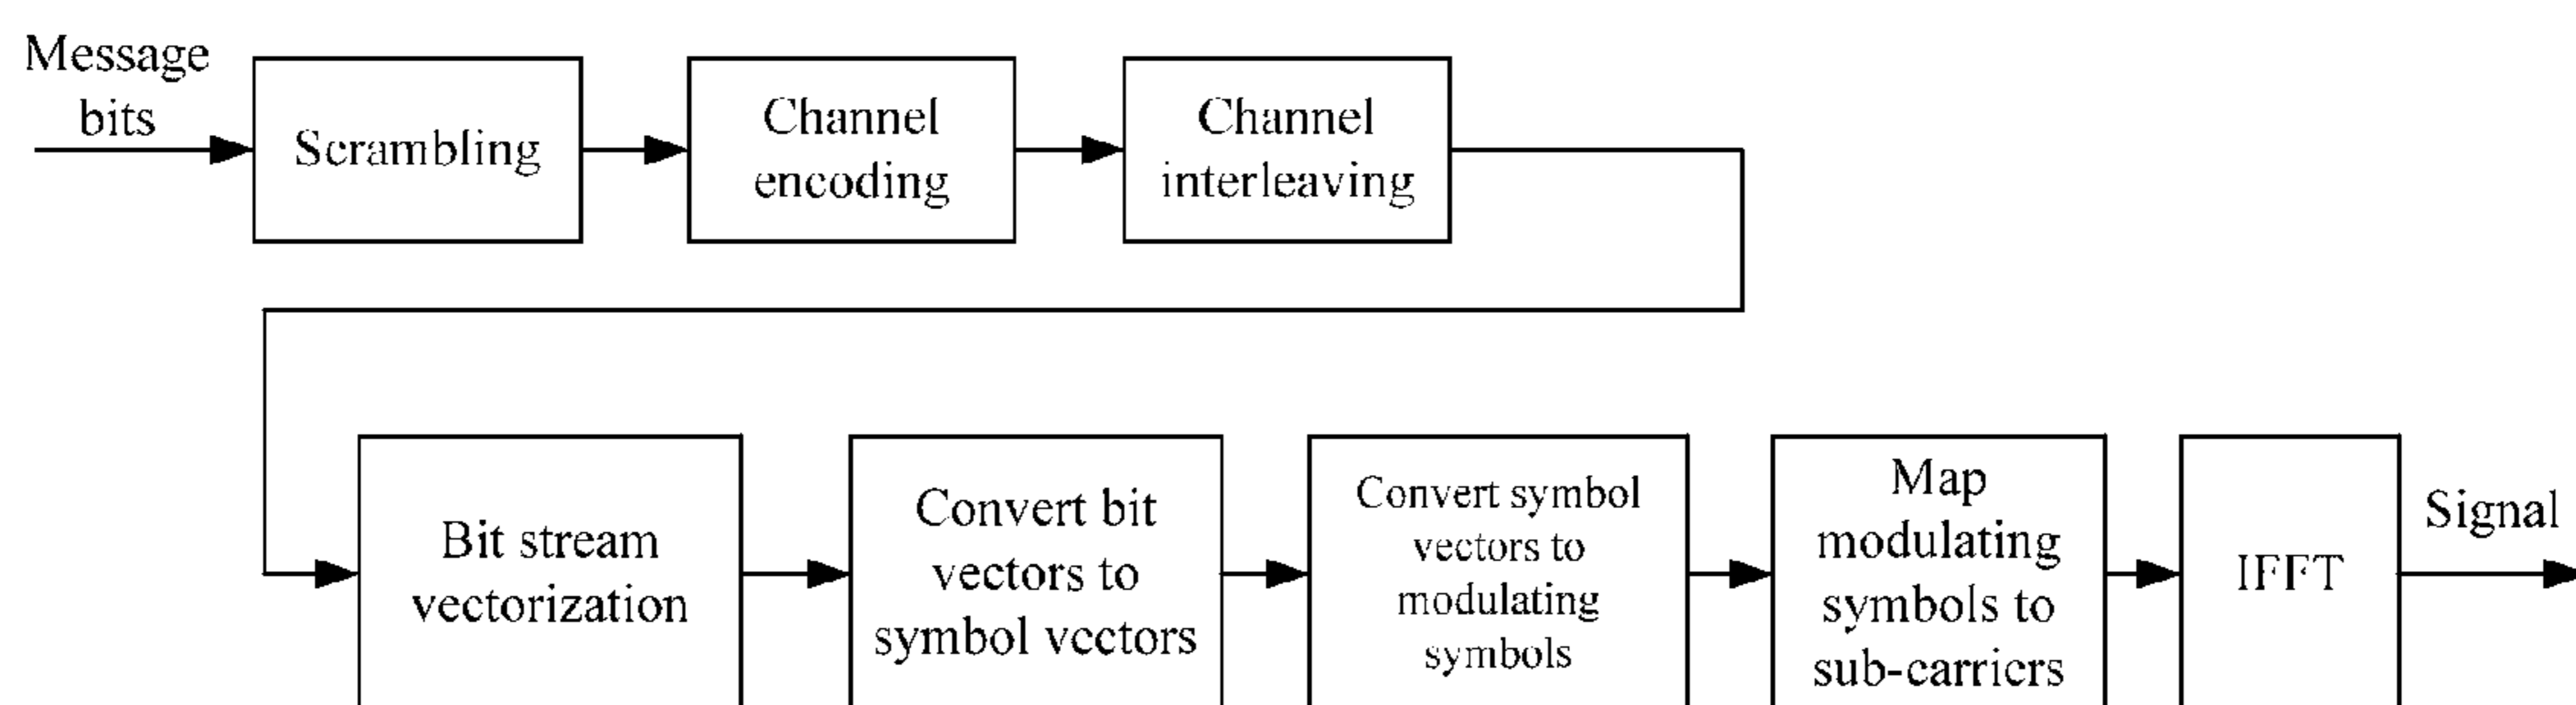 Message
bits
Scrambling
Channel
encoding
Channel
interleaving
Bit stream
vectorization
Convert bit
vectors to
symbol vectors
Convert symbol
vectors to
modulating
symbols
Map
modulating
symbols to
sub-carriers
IFFT
Signal